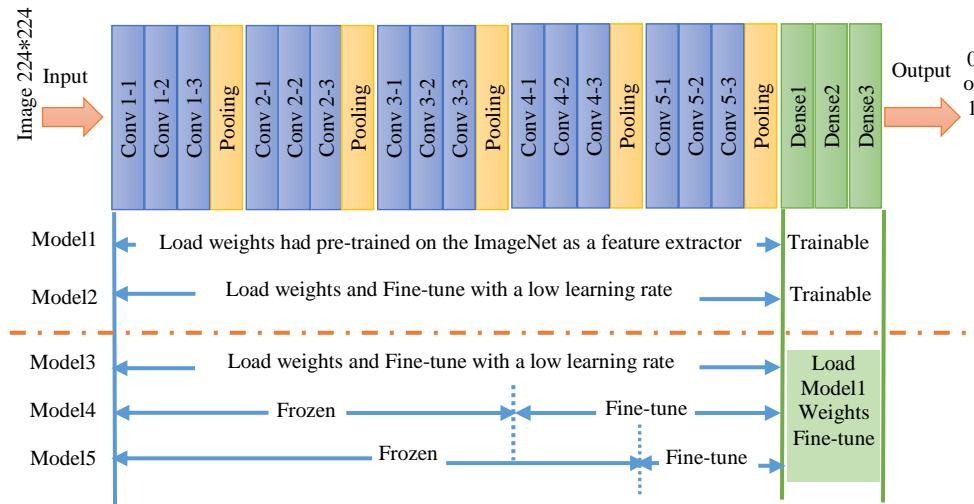 Image 224*224
Input
Conv 1-1
Conv 1-2
Conv 1-3
Pooling
Conv 2-1
Conv 2-2
Conv 2-3
Pooling
Conv 3-1
Conv 3-2
Conv 3-3
Pooling
Conv 4-1
Conv 4-2
Conv 4-3
Pooling
Conv 5-1
Conv 5-2
Conv 5-3
Pooling
Dense1
Dense2
Dense3
Output
0
o
1
Model1
Load weights had pre-trained on the ImageNet as a feature extractor
Trainable
Model2
Load weights and Fine-tune with a low learning rate
Trainable
Model3
Load weights and Fine-tune with a low learning rate
Model4
Frozen
Fine-tune
Model5
Frozen
Fine-tune
Load
Model1
Weights
Fine-tune